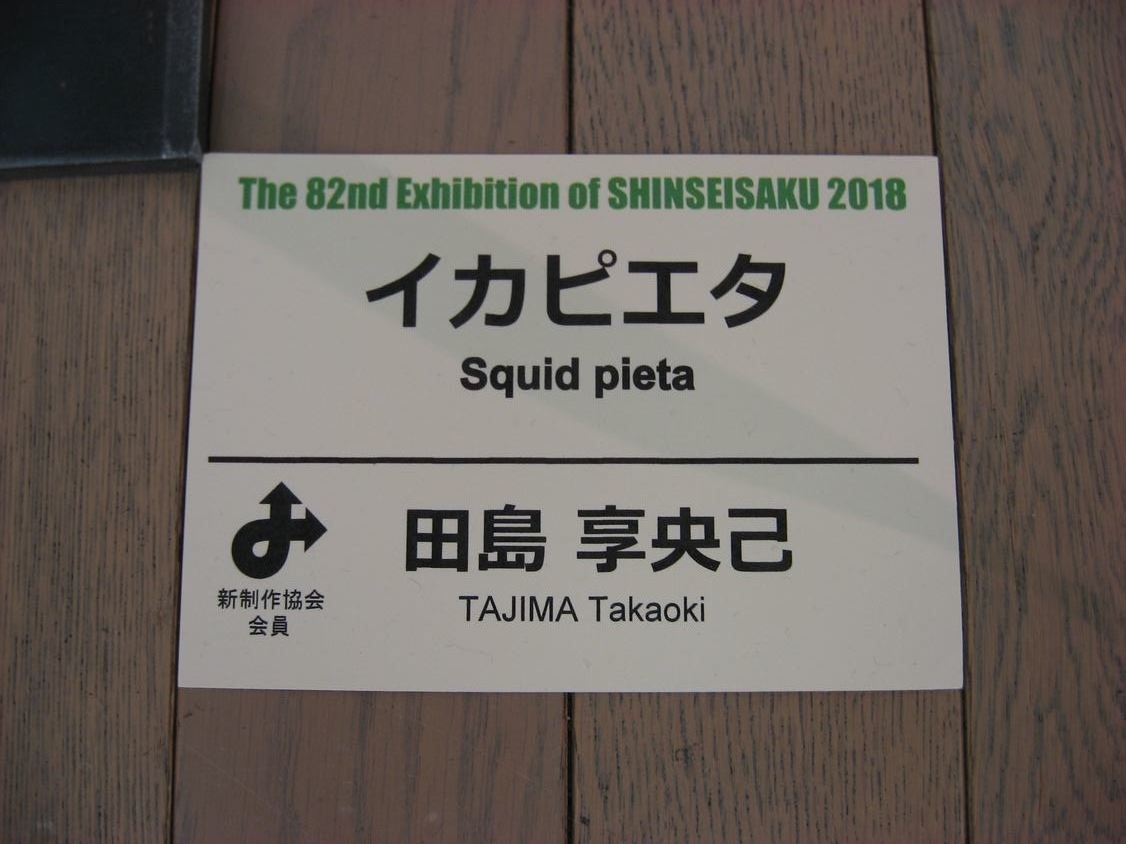 The 82nd Exhibition of SHINSEISAKU 2018
イカピエタ
Squid pieta
田島 享央己
TAJIMA Takaoki
新制作協会
会員